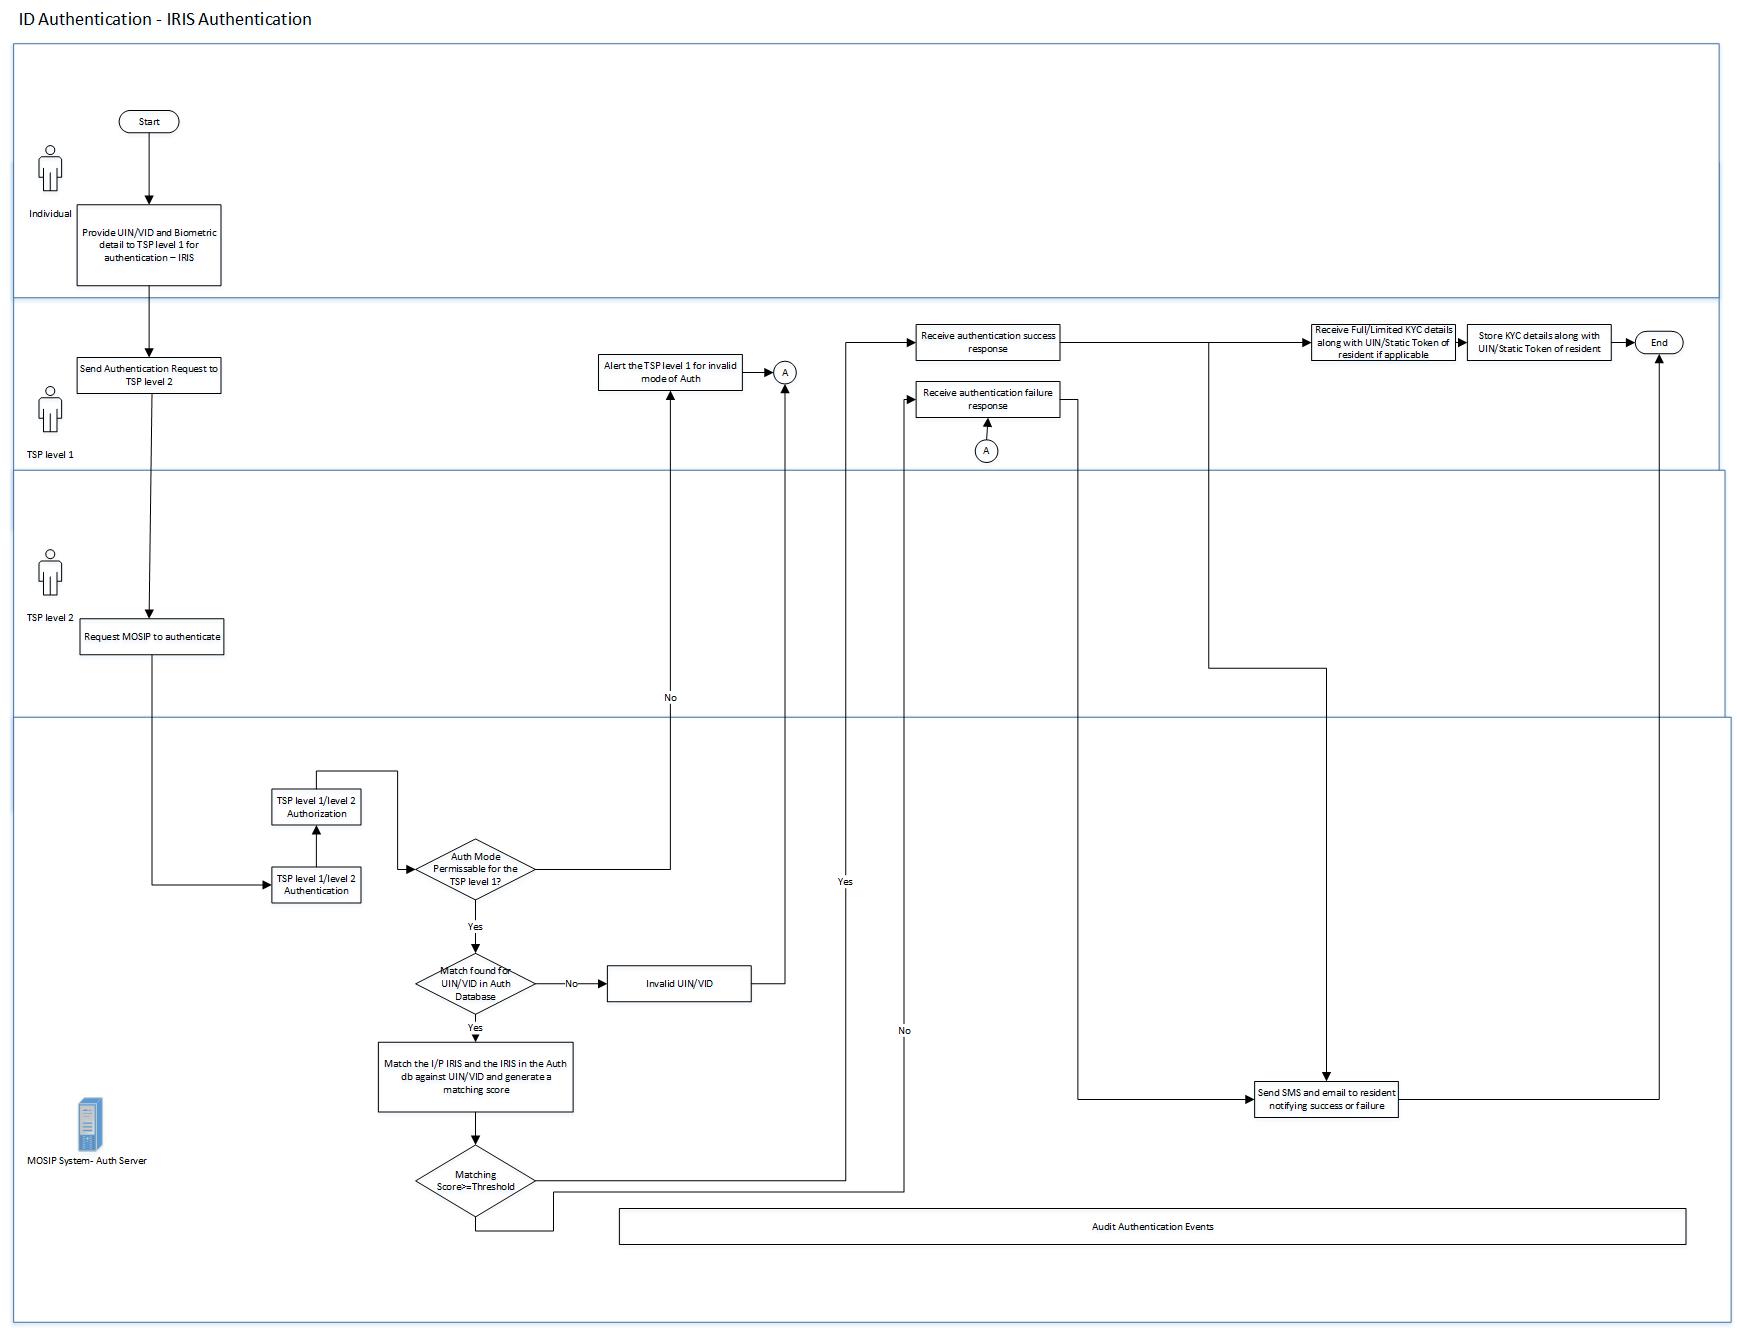 ID Authentication - IRIS Authentication
Start
Individual
Provide UIN/VID and Biometric
detail to TSP level 1 for
authentication – IRIS
Send Authentication Request to
TSP level 2
TSP level 1
Alert the TSP level 1 for invalid
mode of Auth
A
Receive authentication success
response
Receive authentication failure
response
A
Receive Full/Limited KYC details
along with UIN/Static Token of
resident if applicable
Store KYC details along with
UIN/Static Token of resident
End
TSP level 2
Request MOSIP to authenticate
No
TSP level 1/level 2
Authorization
TSP level 1/level 2
Authentication
Auth Mode
Permissable for the
TSP level 1?
Yes
Yes
Match found for
UIN/VID in Auth
Database
No
Invalid UIN/VID
Yes
No
Match the I/P IRIS and the IRIS in the Auth
db against UIN/VID and generate a
matching score
Send SMS and email to resident
notifying success or failure
MOSIP System- Auth Server
Matching
Score>=Threshold
Audit Authentication Events